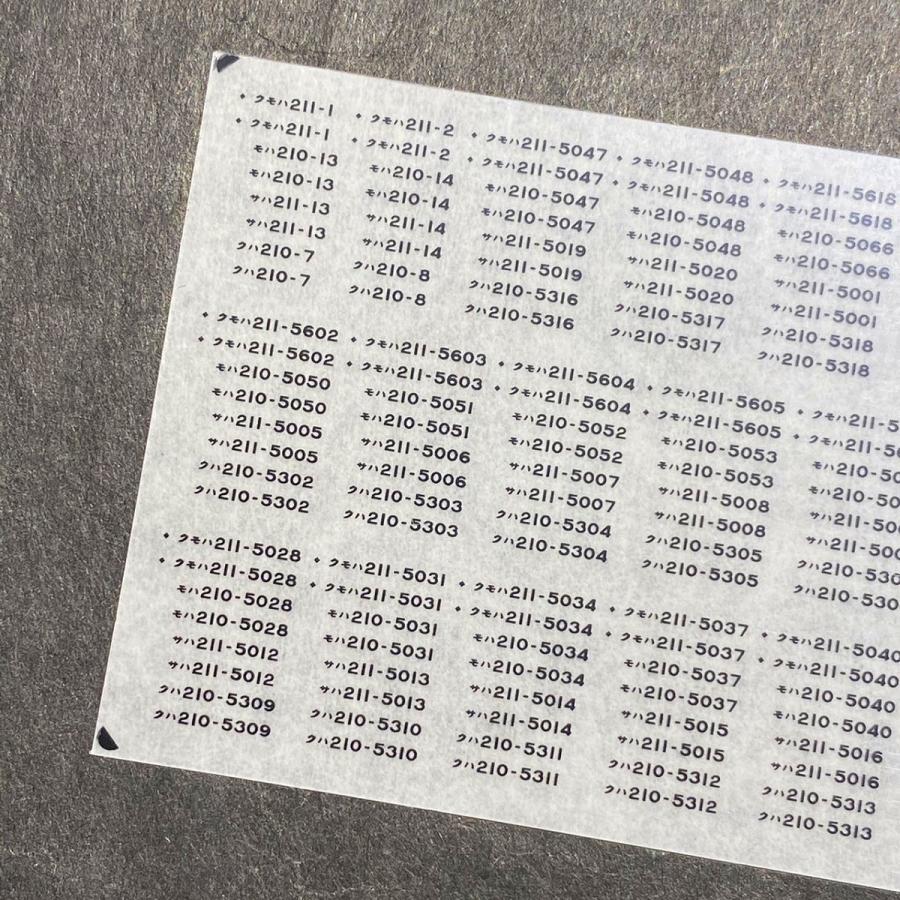 ◆ クモハ211-1
◆ クモハ211-1
モハ210-13
モハ210-13
サハ211-13
サハ211-13
クハ210-7
クハ210-7
◆ クモハ211-2
◆ クモハ211-2
モハ210-14
モハ210-14
サハ211-14
サハ211-14
クハ210-8
クハ210-8
◆ クモハ211-5047
◆ クモハ211-5047
モハ210-5047
モハ210-5047
サハ211-5019
サハ211-5019
クハ210-5316
クハ210-5316
◆ クモハ211-5048
◆ クモハ211-5048
モハ210-5048
モハ210-5048
サハ211-5020
サハ211-5020
クハ210-5317
クハ210-5317
◆ クモハ211-5618
◆ クモハ211-5618
モハ210-5066
モハ210-5066
サハ211-5001
サハ211-5001
クハ210-5318
クハ210-5318
◆ クモハ211-5602
◆ クモハ211-5602
モハ210-5050
モハ210-5050
サハ211-5005
サハ211-5005
クハ210-5302
クハ210-5302
◆ クモハ211-5603
◆ クモハ211-5603
モハ210-5051
モハ210-5051
サハ211-5006
サハ211-5006
クハ210-5303
クハ210-5303
◆ クモハ211-5604
◆ クモハ211-5604
モハ210-5052
モハ210-5052
サハ211-5007
サハ211-5007
クハ210-5304
クハ210-5304
◆ クモハ211-5605
◆ クモハ211-5605
モハ210-5053
モハ210-5053
サハ211-5008
サハ211-5008
クハ210-5305
クハ210-5305
◆ クモハ211-5028
◆ クモハ211-5028
モハ210-5028
モハ210-5028
サハ211-5012
サハ211-5012
クハ210-5309
クハ210-5309
◆ クモハ211-5031
◆ クモハ211-5031
モハ210-5031
モハ210-5031
サハ211-5013
サハ211-5013
クハ210-5310
クハ210-5310
◆ クモハ211-5034
◆ クモハ211-5034
モハ210-5034
モハ210-5034
サハ211-5014
サハ211-5014
クハ210-5311
クハ210-5311
◆ クモハ211-5037
◆ クモハ211-5037
モハ210-5037
モハ210-5037
サハ211-5015
サハ211-5015
クハ210-5312
クハ210-5312
◆ クモハ211-5040
◆ クモハ211-5040
モハ210-5040
モハ210-5040
サハ211-5016
サハ211-5016
クハ210-5313
クハ210-5313